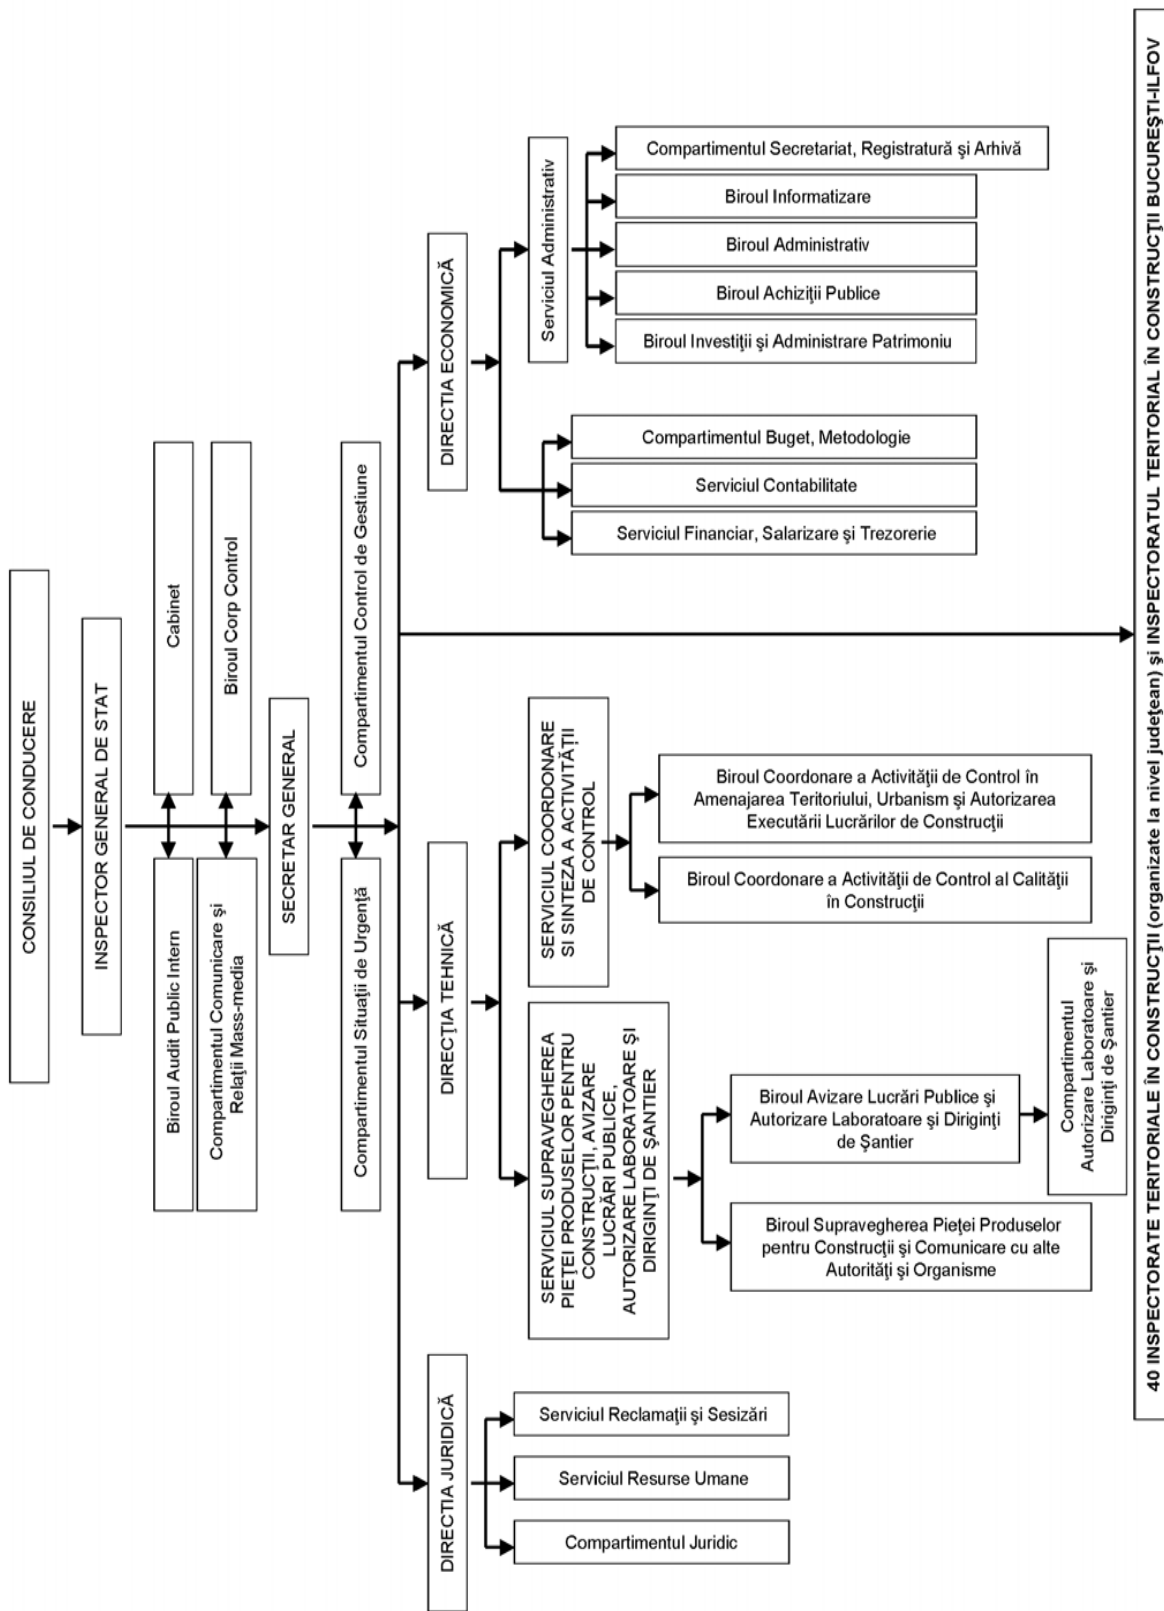 CONSILIUL DE CONDUCERE
INSPECTOR GENERAL DE STAT
Biroul Audit Public Intern
Cabinet
Compartimentul Comunicare şi
Relaţii Mass-media
Biroul Corp Control
SECRETAR GENERAL
Compartimentul Situaţii de Urgenţă
Compartimentul Control de Gestiune
DIRECTIA JURIDICĂ
Compartimentul Juridic
Serviciul Resurse Umane
Serviciul Reclamaţii şi Sesizări
DIRECŢIA TEHNICĂ
SERVICIUL SUPRAVEGHEREA
PIEŢEI PRODUSELOR PENTRU
CONSTRUCŢII, AVIZARE
LUCRĂRI PUBLICE,
AUTORIZARE LABORATOARE ŞI
DIRIGINŢI DE ŞANTIER
Biroul Supravegherea Pieţei Produselor
pentru Construcţii şi Comunicare cu alte
Autorităţi şi Organisme
Biroul Avizare Lucrări Publice şi
Autorizare Laboratoare şi Diriginţi
de Şantier
Compartimentul
Autorizare Laboratoare şi
Diriginţi de Şantier
SERVICIUL COORDONARE
SI SINTEZA A ACTIVITĂŢII
DE CONTROL
Biroul Coordonare a Activităţii de Control al Calităţii
în Construcţii
Biroul Coordonare a Activităţii de Control în
Amenajarea Teritoriului, Urbanism şi Autorizarea
Executării Lucrărilor de Construcţii
DIRECTIA ECONOMICĂ
Serviciul Financiar, Salarizare şi Trezorerie
Serviciul Contabilitate
Compartimentul Buget, Metodologie
Serviciul Administrativ
Biroul Investiţii şi Administrare Patrimoniu
Biroul Achiziţii Publice
Biroul Administrativ
Biroul Informatizare
Compartimentul Secretariat, Registratură şi Arhivă
40 INSPECTORATE TERITORIALE ÎN CONSTRUCŢII (organizate la nivel judeţean) şi INSPECTORATUL TERITORIAL ÎN CONSTRUCŢII BUCUREŞTI-ILFOV